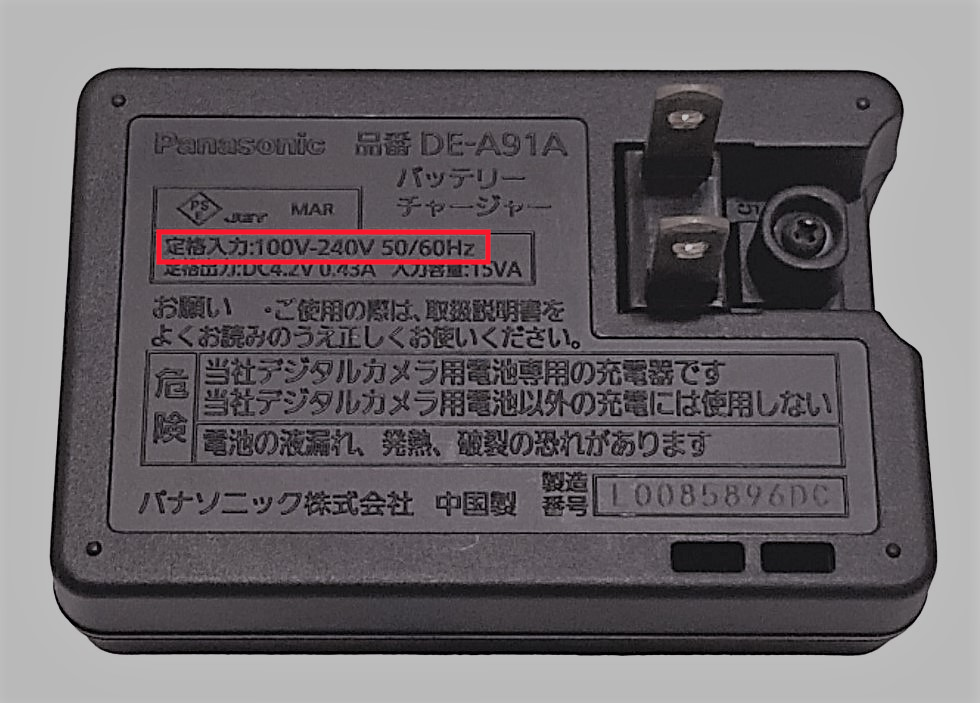 Panasonic 品番 DE-A91A
バッテリー
チャージャー
PS
E JET MAR
定格入力:100V-240V 50/60Hz
定格出力:DC4.2V 0.43A 入力容量:15VA
お願い ・ご使用の際は、取扱説明書を
よくお読みのうえ正しくお使いください。
危険
当社デジタルカメラ用電池専用の充電器です
当社デジタルカメラ用電池以外の充電には使用しない
電池の液漏れ、発熱、破裂の恐れがあります
パナソニック株式会社 中国製 製造番号 L0085896DC